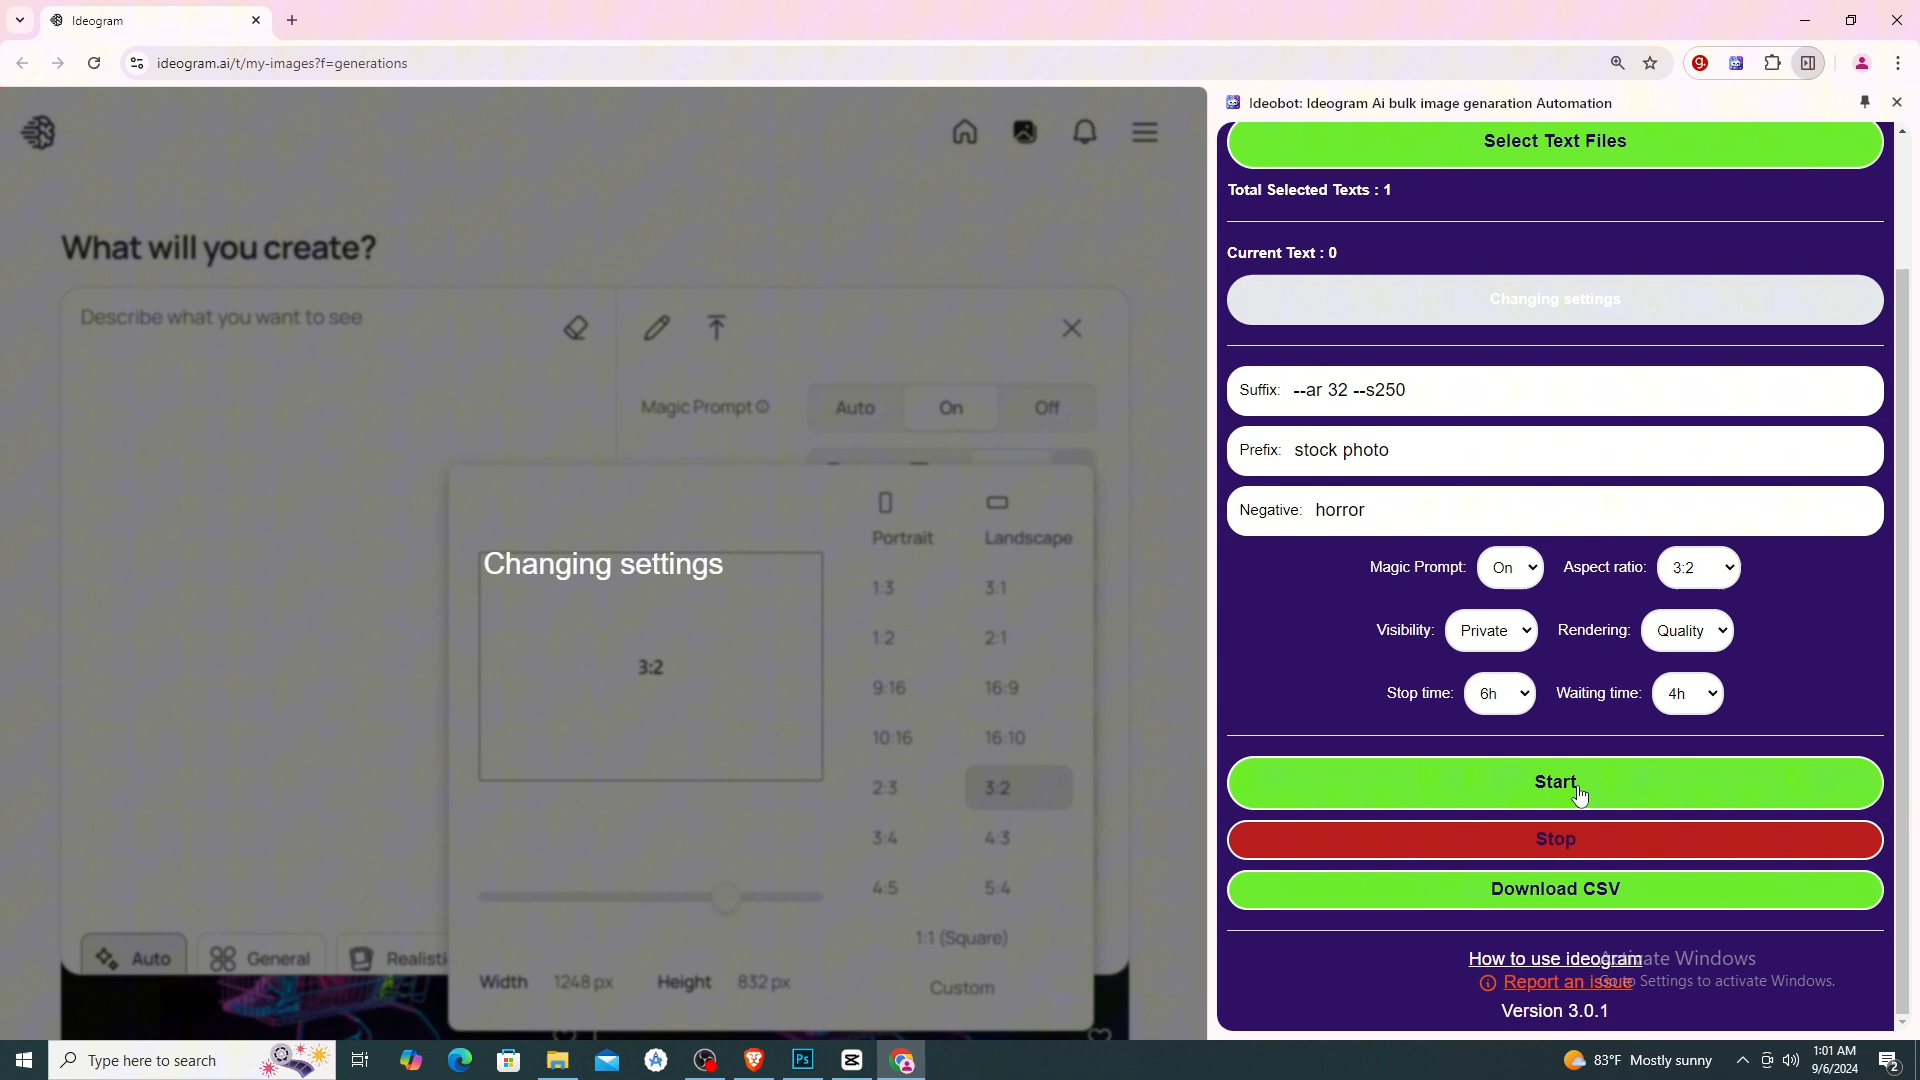 Ideogram
ideogram.ai/t/my-images?f=generations
g.
Ideobot: Ideogram Ai bulk image genaration Automation
What will you create?
Describe what you want to see
Magic Prompt
Auto On Off
Changing settings
3:2
Portrait Landscape
1:3 3:1
1:2 2:1
9:16 16:9
10:16 16:10
2:3 3:2
3:4 4:3
4:5 5:4
1:1 (Square)
Custom
Width 1248 px Height 832 px
Auto General Realisti
Select Text Files
Total Selected Texts : 1
Current Text : 0
Changing settings
Suffix: --ar 32 --s250
Prefix: stock photo
Negative: horror
Magic Prompt: On Aspect ratio: 3:2
Visibility: Private Rendering: Quality
Stop time: 6h Waiting time: 4h
Start
Stop
Download CSV
How to use ideogram
Report an issue
Version 3.0.1
Activate Windows
Go to Settings to activate Windows.
Type here to search
Ps
83°F Mostly sunny
1:01 AM
9/6/2024
2